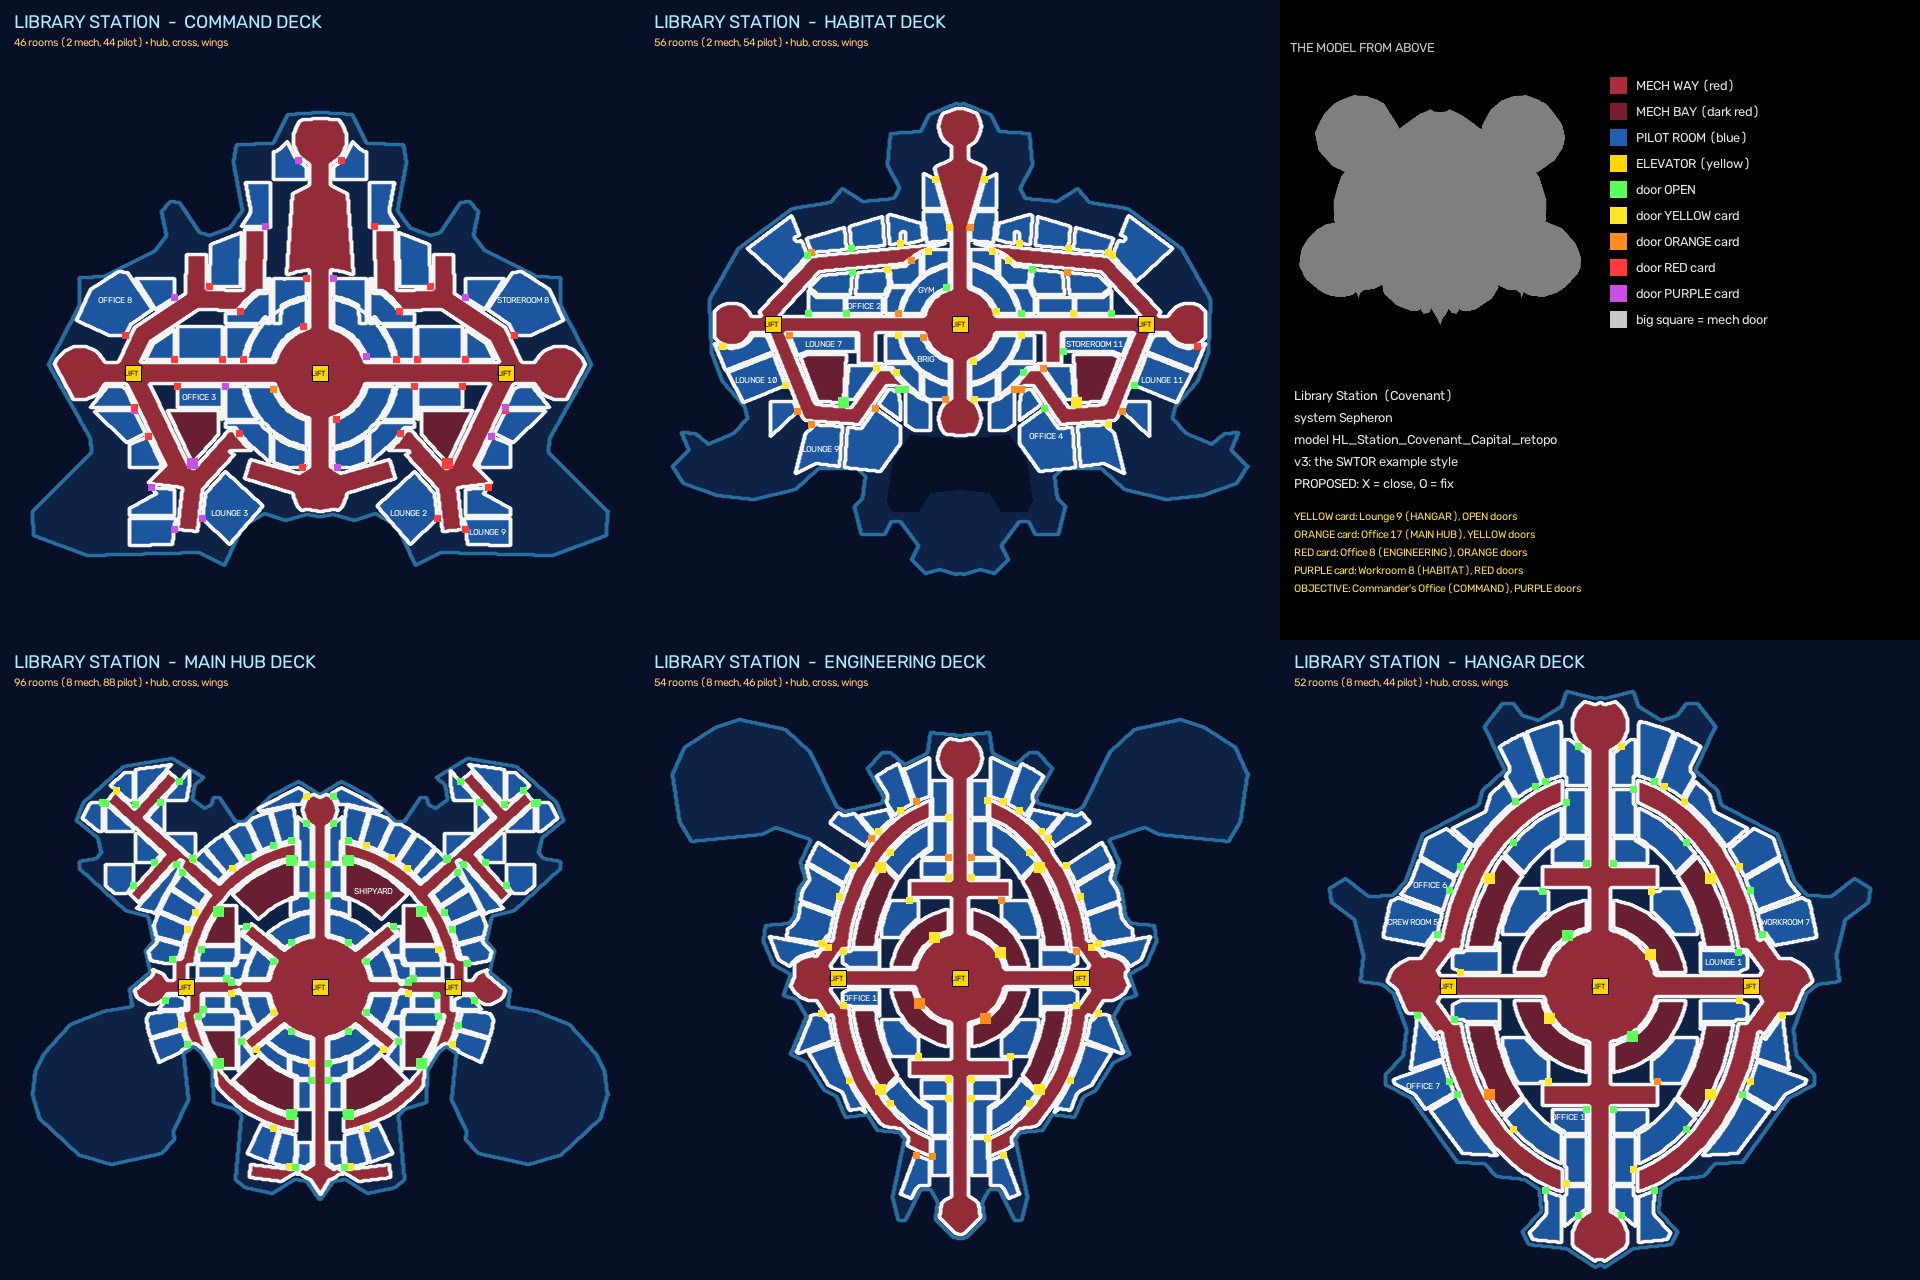 LIBRARY STATION - COMMAND DECK
46 rooms (2 mech, 44 pilot) • hub, cross, wings
OFFICE 8
STOREROOM 8
LIFT
LIFT
LIFT
OFFICE 3
LOUNGE 3
LOUNGE 2
LOUNGE 9
LIBRARY STATION - HABITAT DECK
56 rooms (2 mech, 54 pilot) • hub, cross, wings
GYM
OFFICE 2
LIFT
LIFT
LIFT
LOUNGE 7
STOREROOM 11
BRIG
LOUNGE 10
LOUNGE 11
OFFICE 4
LOUNGE 9
THE MODEL FROM ABOVE
MECH WAY (red)
MECH BAY (dark red)
PILOT ROOM (blue)
ELEVATOR (yellow)
door OPEN
door YELLOW card
door ORANGE card
door RED card
door PURPLE card
big square = mech door
Library Station (Covenant)
system Sepheron
model HL_Station_Covenant_Capital_retopo
v3: the SWTOR example style
PROPOSED: X = close, O = fix
YELLOW card: Lounge 9 (HANGAR), OPEN doors
ORANGE card: Office 17 (MAIN HUB), YELLOW doors
RED card: Office 8 (ENGINEERING), ORANGE doors
PURPLE card: Workroom 8 (HABITAT), RED doors
OBJECTIVE: Commander's Office (COMMAND), PURPLE doors
LIBRARY STATION - MAIN HUB DECK
96 rooms (8 mech, 88 pilot) • hub, cross, wings
SHIPYARD
LIFT
LIFT
LIFT
LIBRARY STATION - ENGINEERING DECK
54 rooms (8 mech, 46 pilot) • hub, cross, wings
LIFT
LIFT
LIFT
OFFICE 1
LIBRARY STATION - HANGAR DECK
52 rooms (8 mech, 44 pilot) • hub, cross, wings
OFFICE 6
CREW ROOM 5
WORKROOM 7
LOUNGE 1
LIFT
LIFT
LIFT
OFFICE 7
OFFICE 1